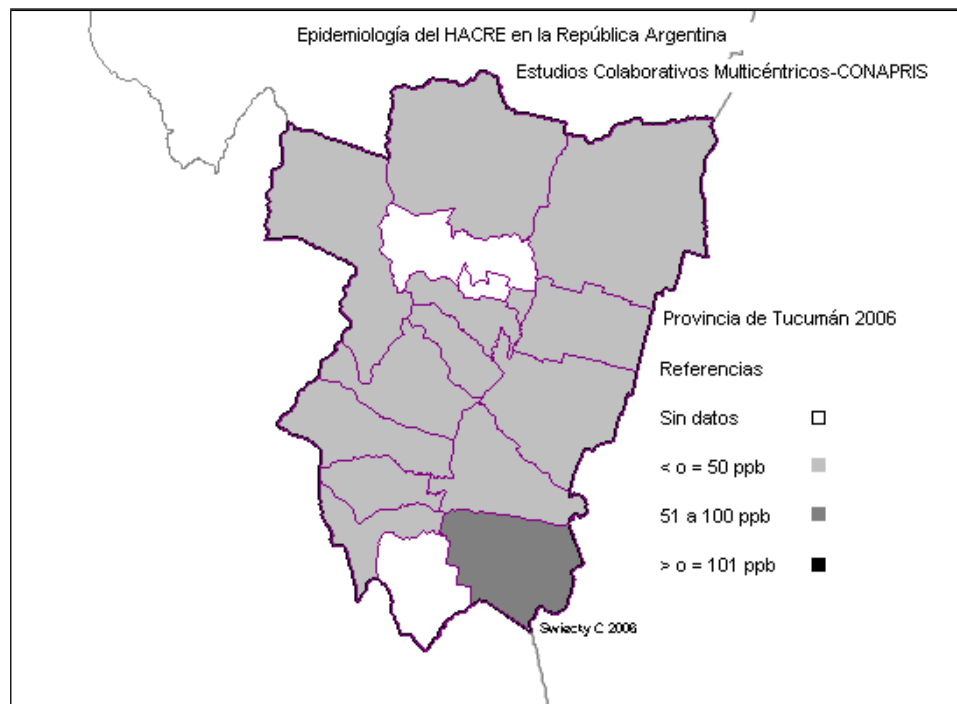 Epidemiología del HACRE en la República Argentina
Estudios Colaborativos Multicéntricos-CONAPRIS
Provincia de Tucumán 2006
Referencias
Sin datos
< o = 50 ppb
51 a 100 ppb
> o = 101 ppb
Swiecky C 2006